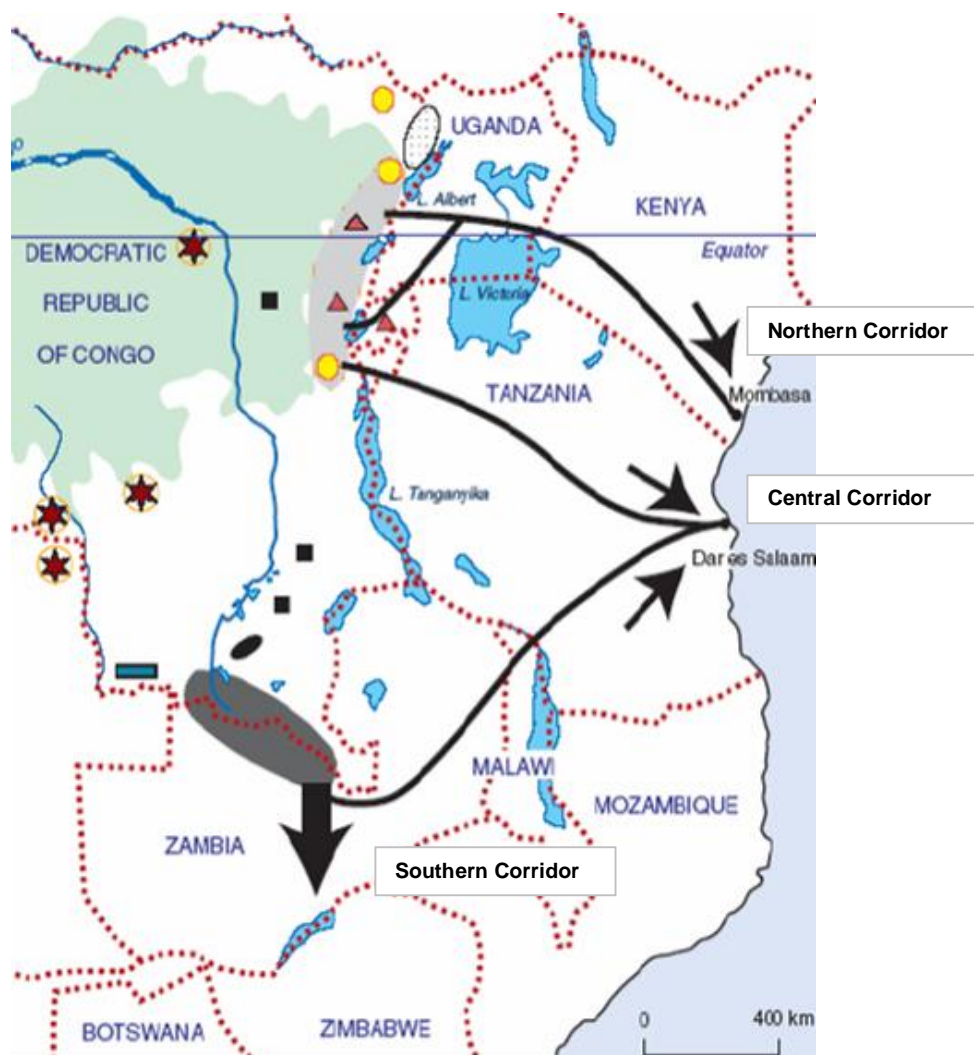 UGANDA
L. Albert
KENYA
Equator
DEMOCRATIC
REPUBLIC
OF CONGO
L. Victoria
Northern Corridor
TANZANIA
Mombasa
L. Tanganyika
Central Corridor
Dar es Salaam
MALAWI
MOZAMBIQUE
ZAMBIA
Southern Corridor
BOTSWANA
ZIMBABWE
0
400 km